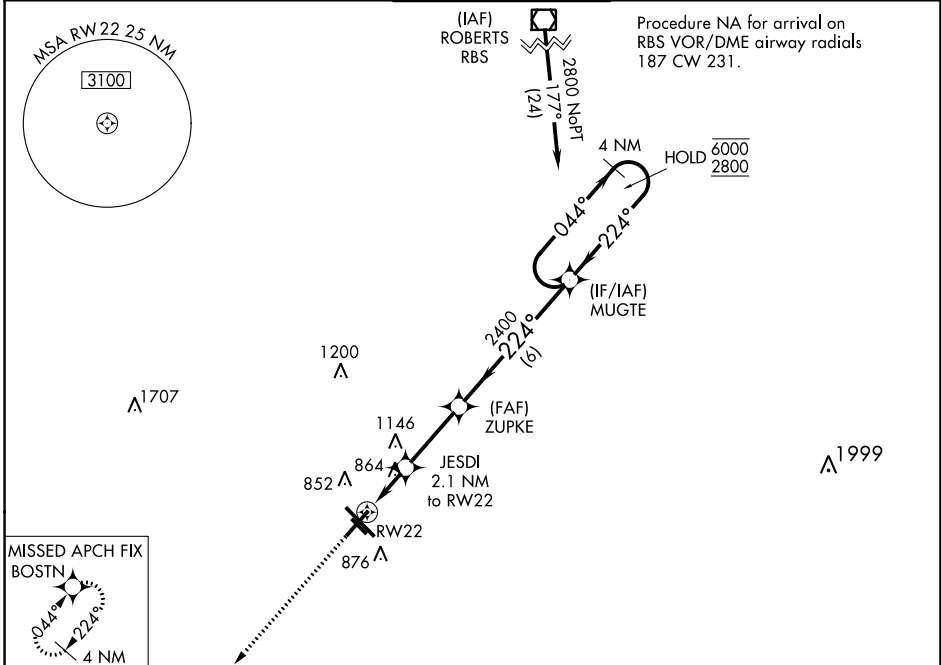 MSA RW22 25 NM
3100
(IAF)
ROBERTS
RBS
2800 NoPT
177°
(24)
Procedure NA for arrival on
RBS VOR/DME airway radials
187 CW 231.
4 NM
HOLD 6000
2800
044°
224°
(IF/IAF)
MUGTE
2400
224°
(6)
1200
1707
(FAF)
ZUPKE
1146
864
852
JESDI
2.1 NM
to RW22
1999
RW22
876
MISSED APCH FIX
BOSTN
044°
224°
4 NM